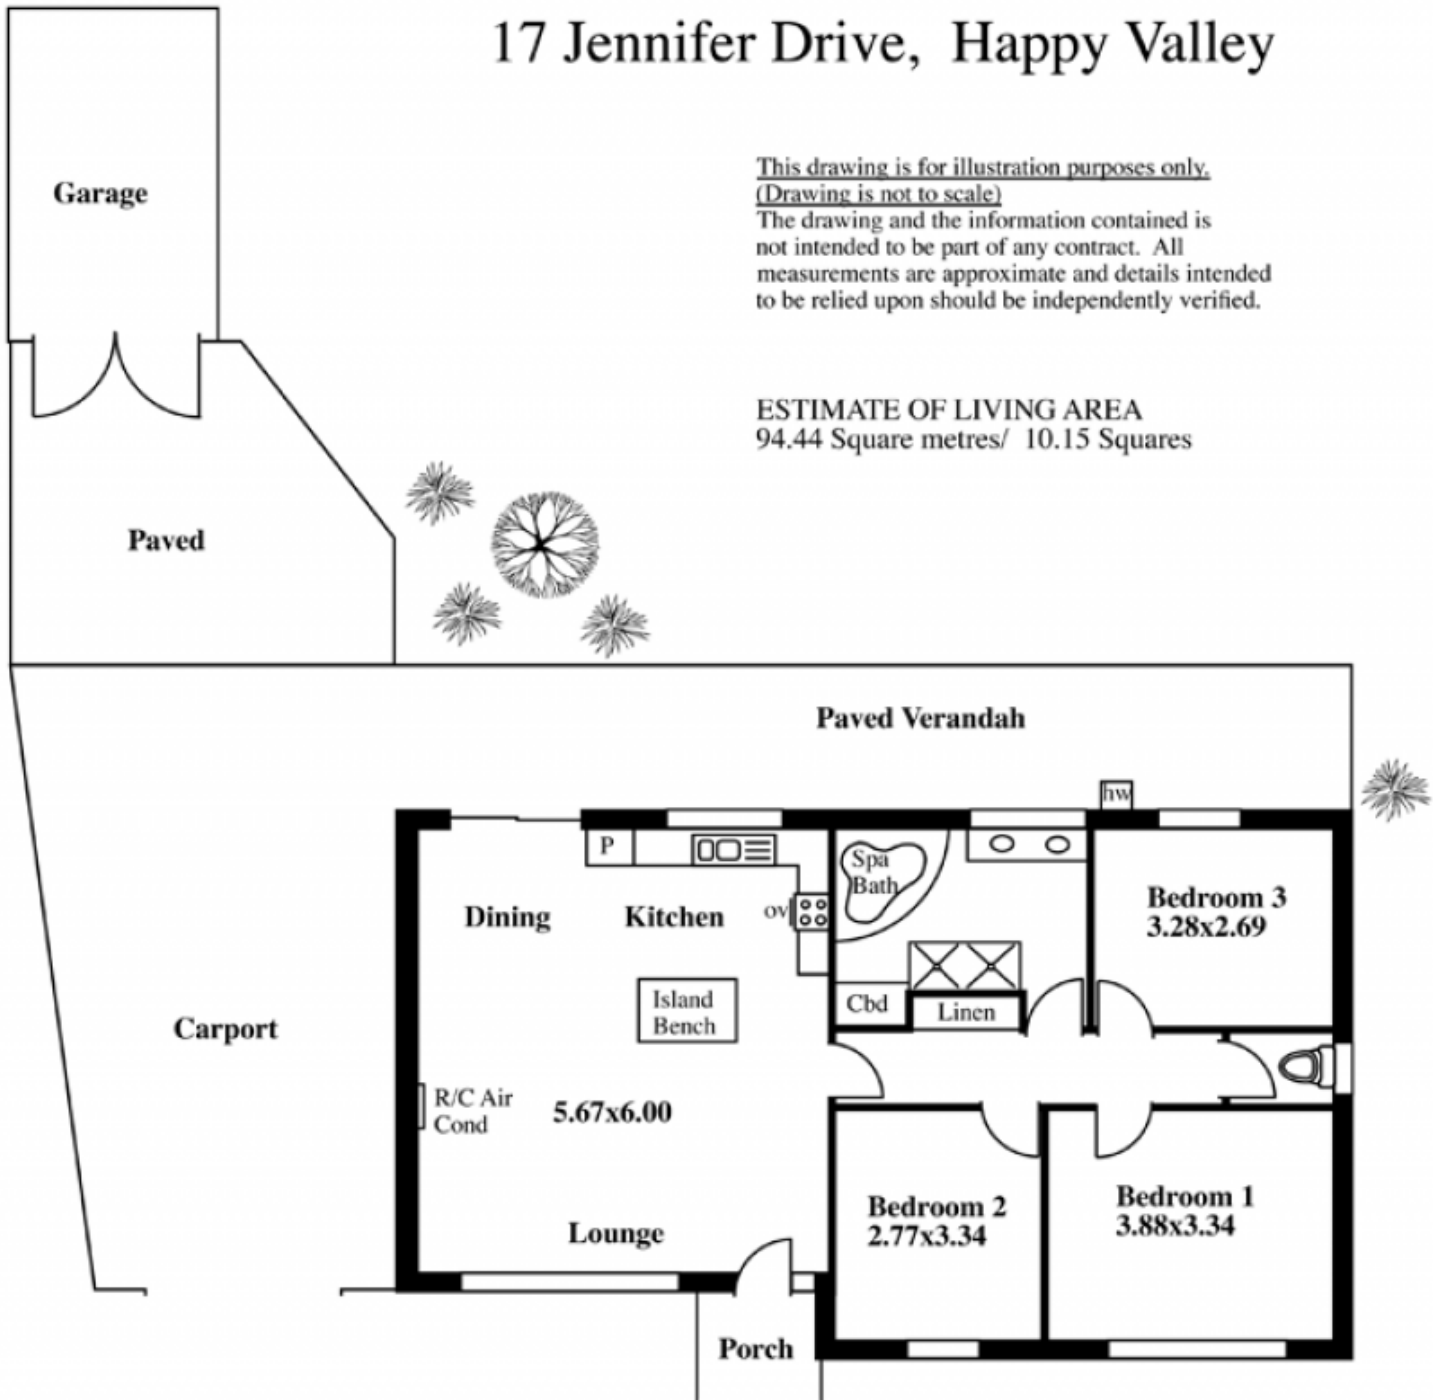 17 Jennifer Drive, Happy Valley
This drawing is for illustration purposes only.
(Drawing is not to scale)
The drawing and the information contained is
not intended to be part of any contract. All
measurements are approximate and details intended
to be relied upon should be independently verified.
ESTIMATE OF LIVING AREA
94.44 Square metres/ 10.15 Squares
Garage
Paved
Paved Verandah
hw
P
Spa
Bath
Dining
Kitchen
ov
Bedroom 3
3.28x2.69
Island
Bench
Cbd
Linen
Carport
R/C Air
Cond
5.67x6.00
Lounge
Bedroom 2
2.77x3.34
Bedroom 1
3.88x3.34
Porch